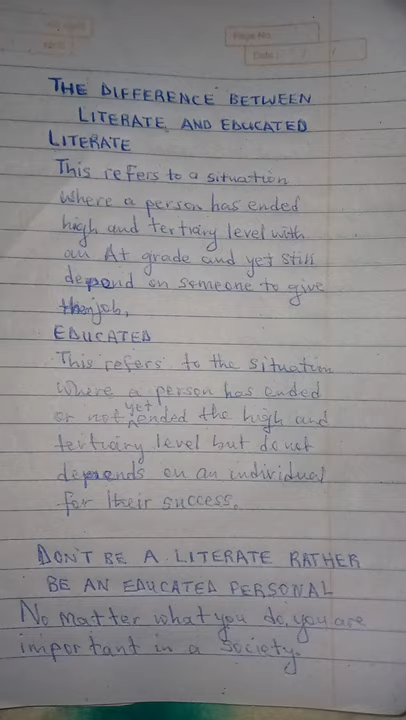 Page No.
Date:
THE DIFFERENCE BETWEEN
LITERATE AND EDUCATED
LITERATE
This refers to a situation
where a person has ended
high and tertiary level with
an A+ grade and yet still
depend on someone to give
job.
EDUCATED
This refers to the situation
where a person has ended
or not yet ended the high and
tertiary level but do not
depends on an individual
for their success.
DON'T BE A LITERATE RATHER
BE AN EDUCATED PERSONAL
No matter what you do, you are
important in a society.